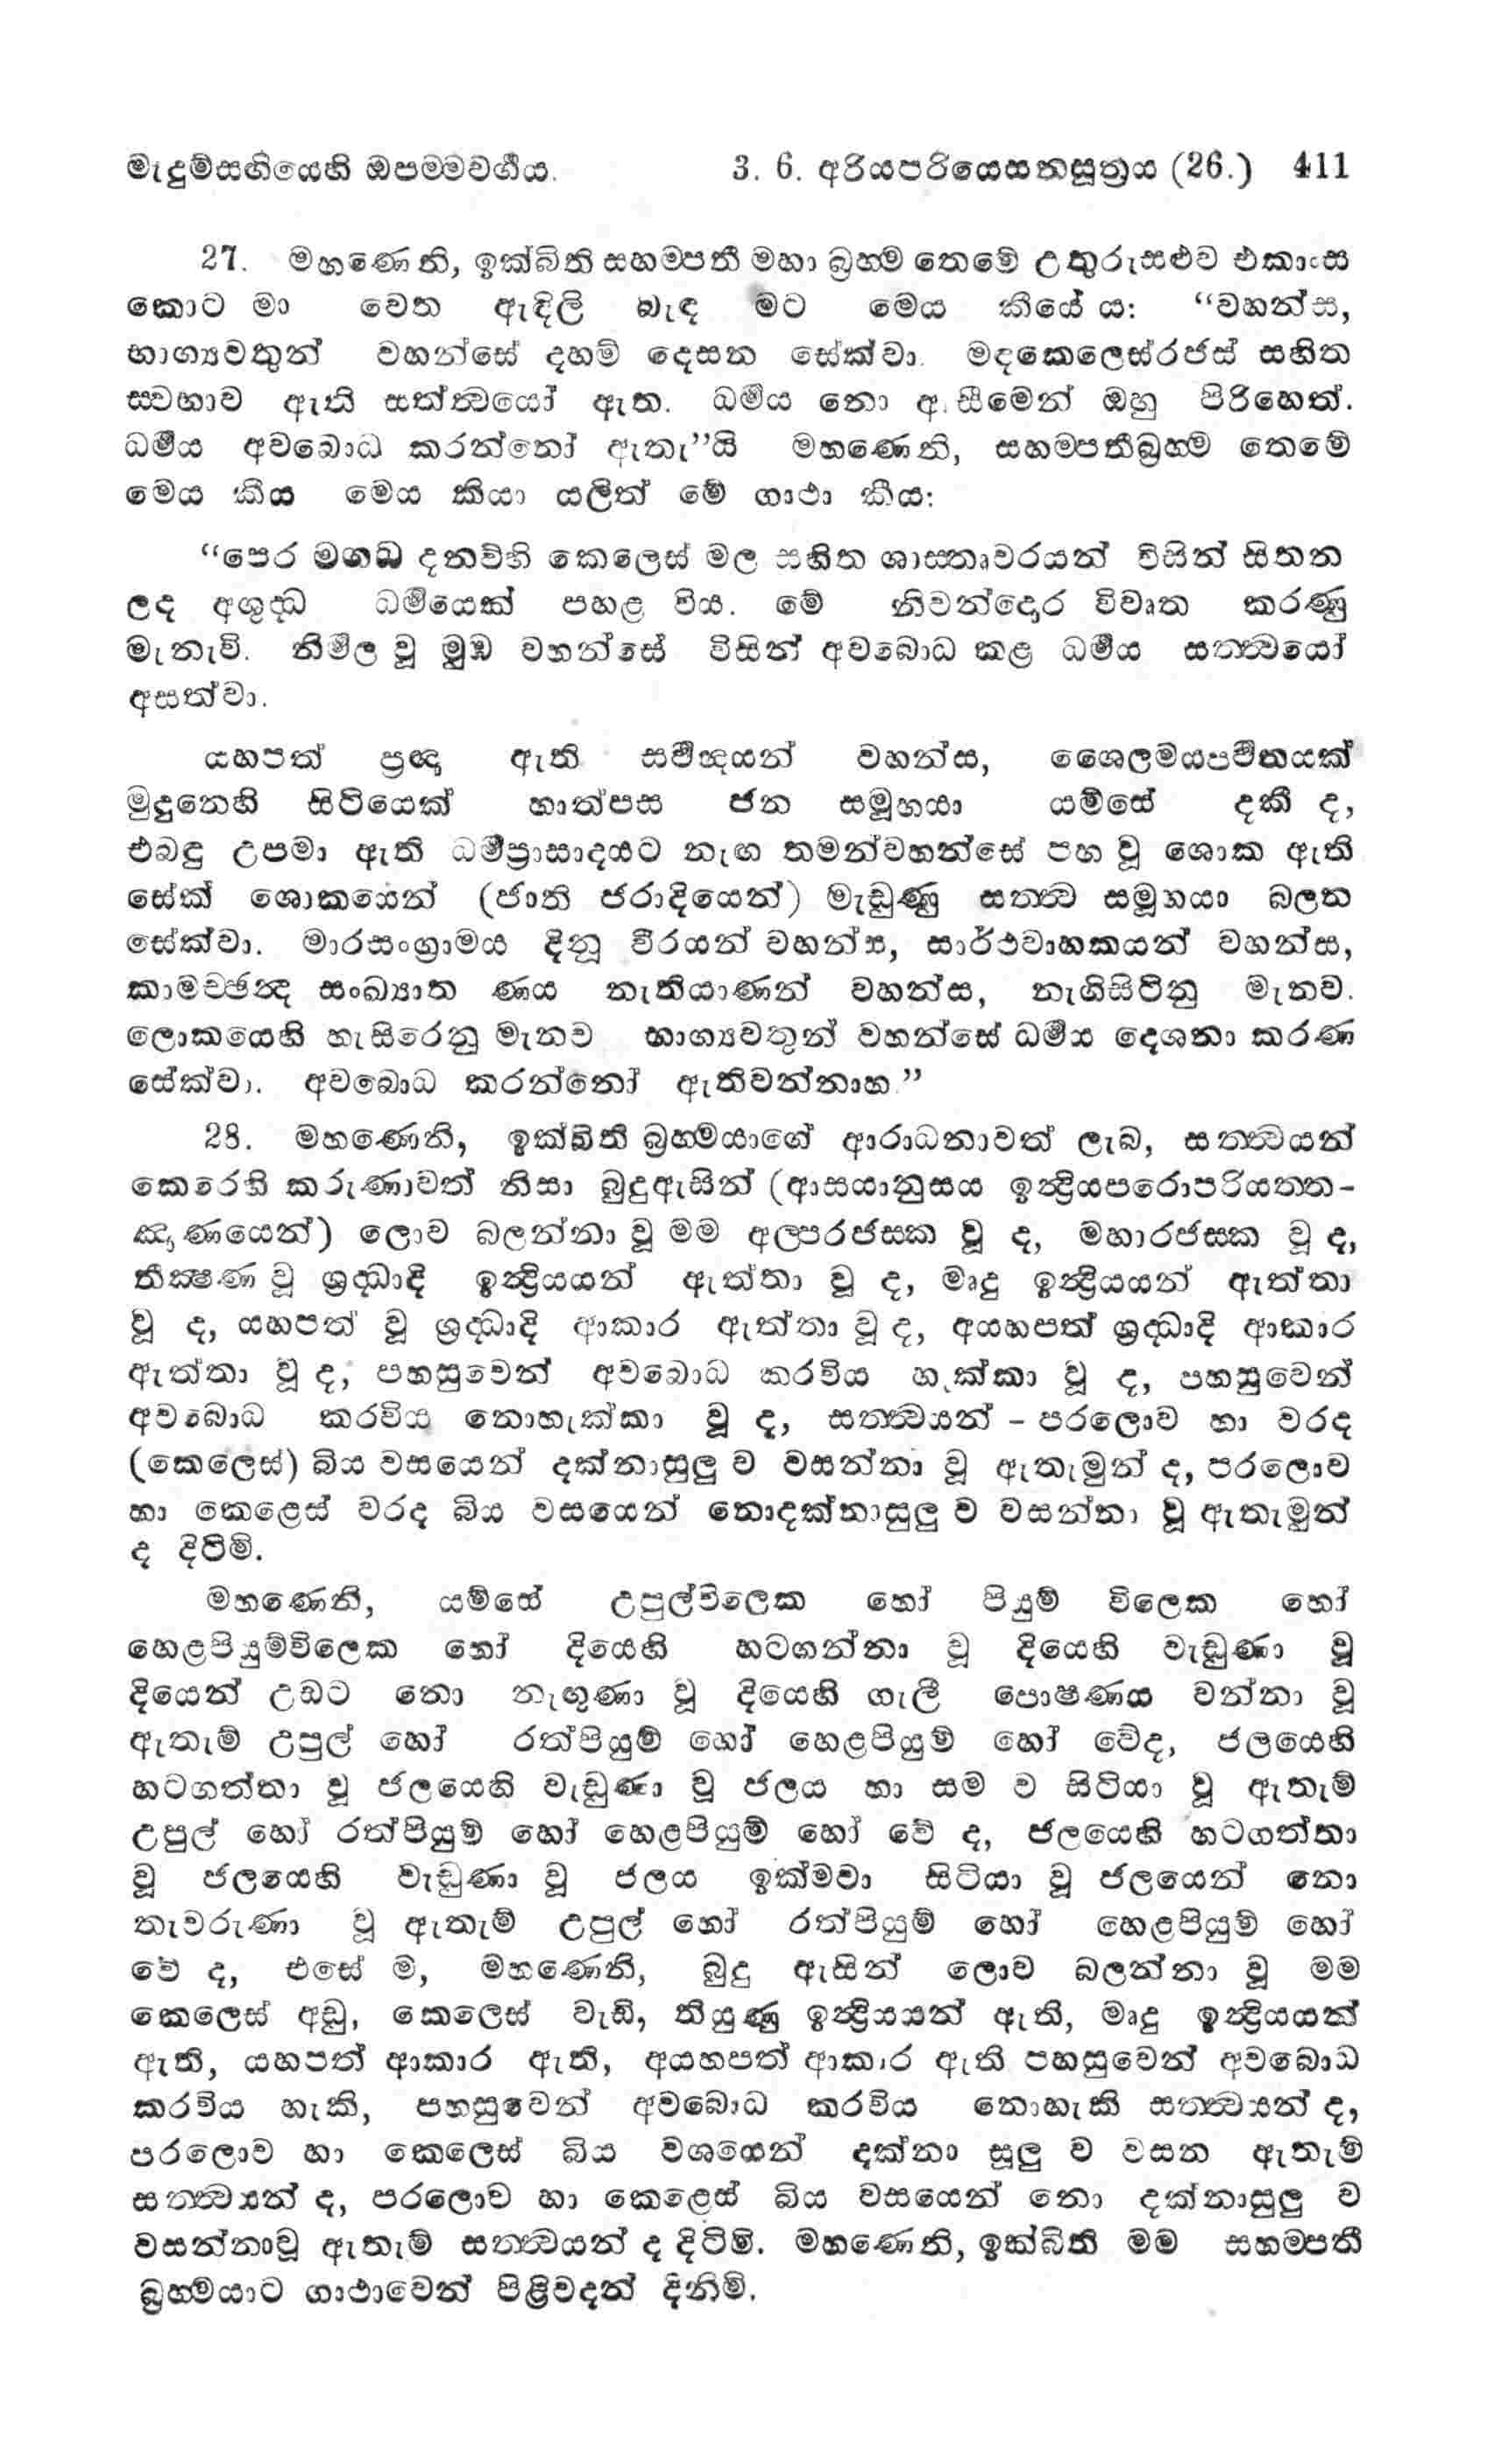 මැදුම්සඟියෙහි ඔපම්මවර්ගය. 3. 6. අරියපරියෙසනසූත්‍රය (26.) 411
27. මහණෙනි, ඉක්බිති සහම්පතී මහා බ්‍රහ්ම තෙමේ උතුරුසළුව එකාංස
කොට මා වෙත ඇඳිලි බැඳ මට මෙය කීයේ ය: “වහන්ස,
භාග්‍යවතුන් වහන්සේ දහම් දෙසන සේක්වා. මඳකෙලෙස්රජස් සහිත
ස්වභාව ඇති සත්ත්‍වයෝ ඇත. ධර්මය නො ඇසීමෙන් ඔහු පිරිහෙත්.
ධර්මය අවබොධ කරන්නෝ ඇතැ”යි මහණෙනි, සහම්පතීබ්‍රහ්ම තෙමේ
මෙය කීය මෙය කියා යලිත් මේ ගාථා කීය:
“පෙර මගධ දනව්හි කෙලෙස් මල සහිත ශාස්තෘවරයන් විසින් සිතන
ලද අශුද්ධ ධර්මයෙක් පහළ විය. මේ නිවන්දොර විවෘත කරණු
මැනැවි. නිර්මල වූ මුඹ වහන්සේ විසින් අවබොධ කළ ධර්මය සත්ත්‍වයෝ
අසත්වා.
යහපත් ප්‍රඥා ඇති සර්වඥයන් වහන්ස, ශෛලමයපර්වතයක්
මුදුනෙහි සිටියෙක් හාත්පස ජන සමූහයා යම්සේ දකී ද,
එබඳු උපමා ඇති ධර්මප්‍රාසාදයට නැඟ තමන්වහන්සේ පහ වූ ශොක ඇති
සේක් ශොකයෙන් (ජාති ජරාදියෙන්) මැඩුණු සත්ත්‍ව සමූහයා බලන
සේක්වා. මාරසංග්‍රාමය දිනූ වීරයන් වහන්ස, සාර්ථවාහකයන් වහන්ස,
කාමච්ඡන්ද සංඛ්‍යාත ණය නැතියාණන් වහන්ස, නැගිසිටිනු මැනව.
ලොකයෙහි හැසිරෙනු මැනව භාග්‍යවතුන් වහන්සේ ධර්මය දෙශනා කරණ
සේක්වා. අවබොධ කරන්නෝ ඇතිවන්නාහ.”
28. මහණෙනි, ඉක්බිති බ්‍රහ්මයාගේ ආරාධනාවත් ලැබ, සත්ත්‍වයන්
කෙරෙහි කරුණාවත් නිසා බුදුඇසින් (ආසයානුසය ඉන්ද්‍රියපරොපරියත්ත-
ඤාණයෙන්) ලොව බලන්නා වූ මම අල්පරජස්ක වූ ද, මහාරජස්ක වූ ද,
තීක්ෂණ වූ ශ්‍රද්ධාදි ඉන්ද්‍රියයන් ඇත්තා වූ ද, මෘදු ඉන්ද්‍රියයන් ඇත්තා
වූ ද, යහපත් වූ ශ්‍රද්ධාදි ආකාර ඇත්තා වූ ද, අයහපත් ශ්‍රද්ධාදි ආකාර
ඇත්තා වූ ද, පහසුවෙන් අවබොධ කරවිය හැක්කා වූ ද, පහසුවෙන්
අවබොධ කරවිය නොහැක්කා වූ ද, සත්ත්‍වයන් - පරලොව හා වරද
(කෙලෙස්) බිය වසයෙන් දක්නාසුලු ව වසන්නා වූ ඇතැමුන් ද, පරලොව
හා කෙළෙස් වරද බිය වසයෙන් නොදක්නාසුලු ව වසන්නා වූ ඇතැමුන්
ද දිටිමි.
මහණෙනි, යම්සේ උපුල්විලෙක හෝ පියුම් විලෙක හෝ
හෙළපියුම්විලෙක හෝ දියෙහි හටගන්නා වූ දියෙහි වැඩුණා වූ
දියෙන් උඩට නො නැඟුණා වූ දියෙහි ගැලී පොෂණය වන්නා වූ
ඇතැම් උපුල් හෝ රත්පියුම් හෝ හෙළපියුම් හෝ වේද, ජලයෙහි
හටගත්තා වූ ජලයෙහි වැඩුණා වූ ජලය හා සම ව සිටියා වූ ඇතැම්
උපුල් හෝ රත්පියුම් හෝ හෙළපියුම් හෝ වේ ද, ජලයෙහි හටගත්තා
වූ ජලයෙහි වැඩුණා වූ ජලය ඉක්මවා සිටියා වූ ජලයෙන් නො
තැවරුණා වූ ඇතැම් උපුල් හෝ රත්පියුම් හෝ හෙළපියුම් හෝ
වේ ද, එසේ ම, මහණෙනි, බුදු ඇසින් ලොව බලන්නා වූ මම
කෙලෙස් අඩු, කෙලෙස් වැඩි, තියුණු ඉන්ද්‍රියයන් ඇති, මෘදු ඉන්ද්‍රියයන්
ඇති, යහපත් ආකාර ඇති, අයහපත් ආකාර ඇති පහසුවෙන් අවබොධ
කරවිය හැකි, පහසුවෙන් අවබොධ කරවිය නොහැකි සත්ත්‍වයන් ද,
පරලොව හා කෙලෙස් බිය වශයෙන් දක්නා සුලු ව වසන ඇතැම්
සත්ත්‍වයන් ද, පරලොව හා කෙළෙස් බිය වසයෙන් නො දක්නාසුලු ව
වසන්නාවූ ඇතැම් සත්ත්‍වයන් ද දිටිමි. මහණෙනි, ඉක්බිති මම සහම්පතී
බ්‍රහ්මයාට ගාථාවෙන් පිළිවදන් දිනිමි.